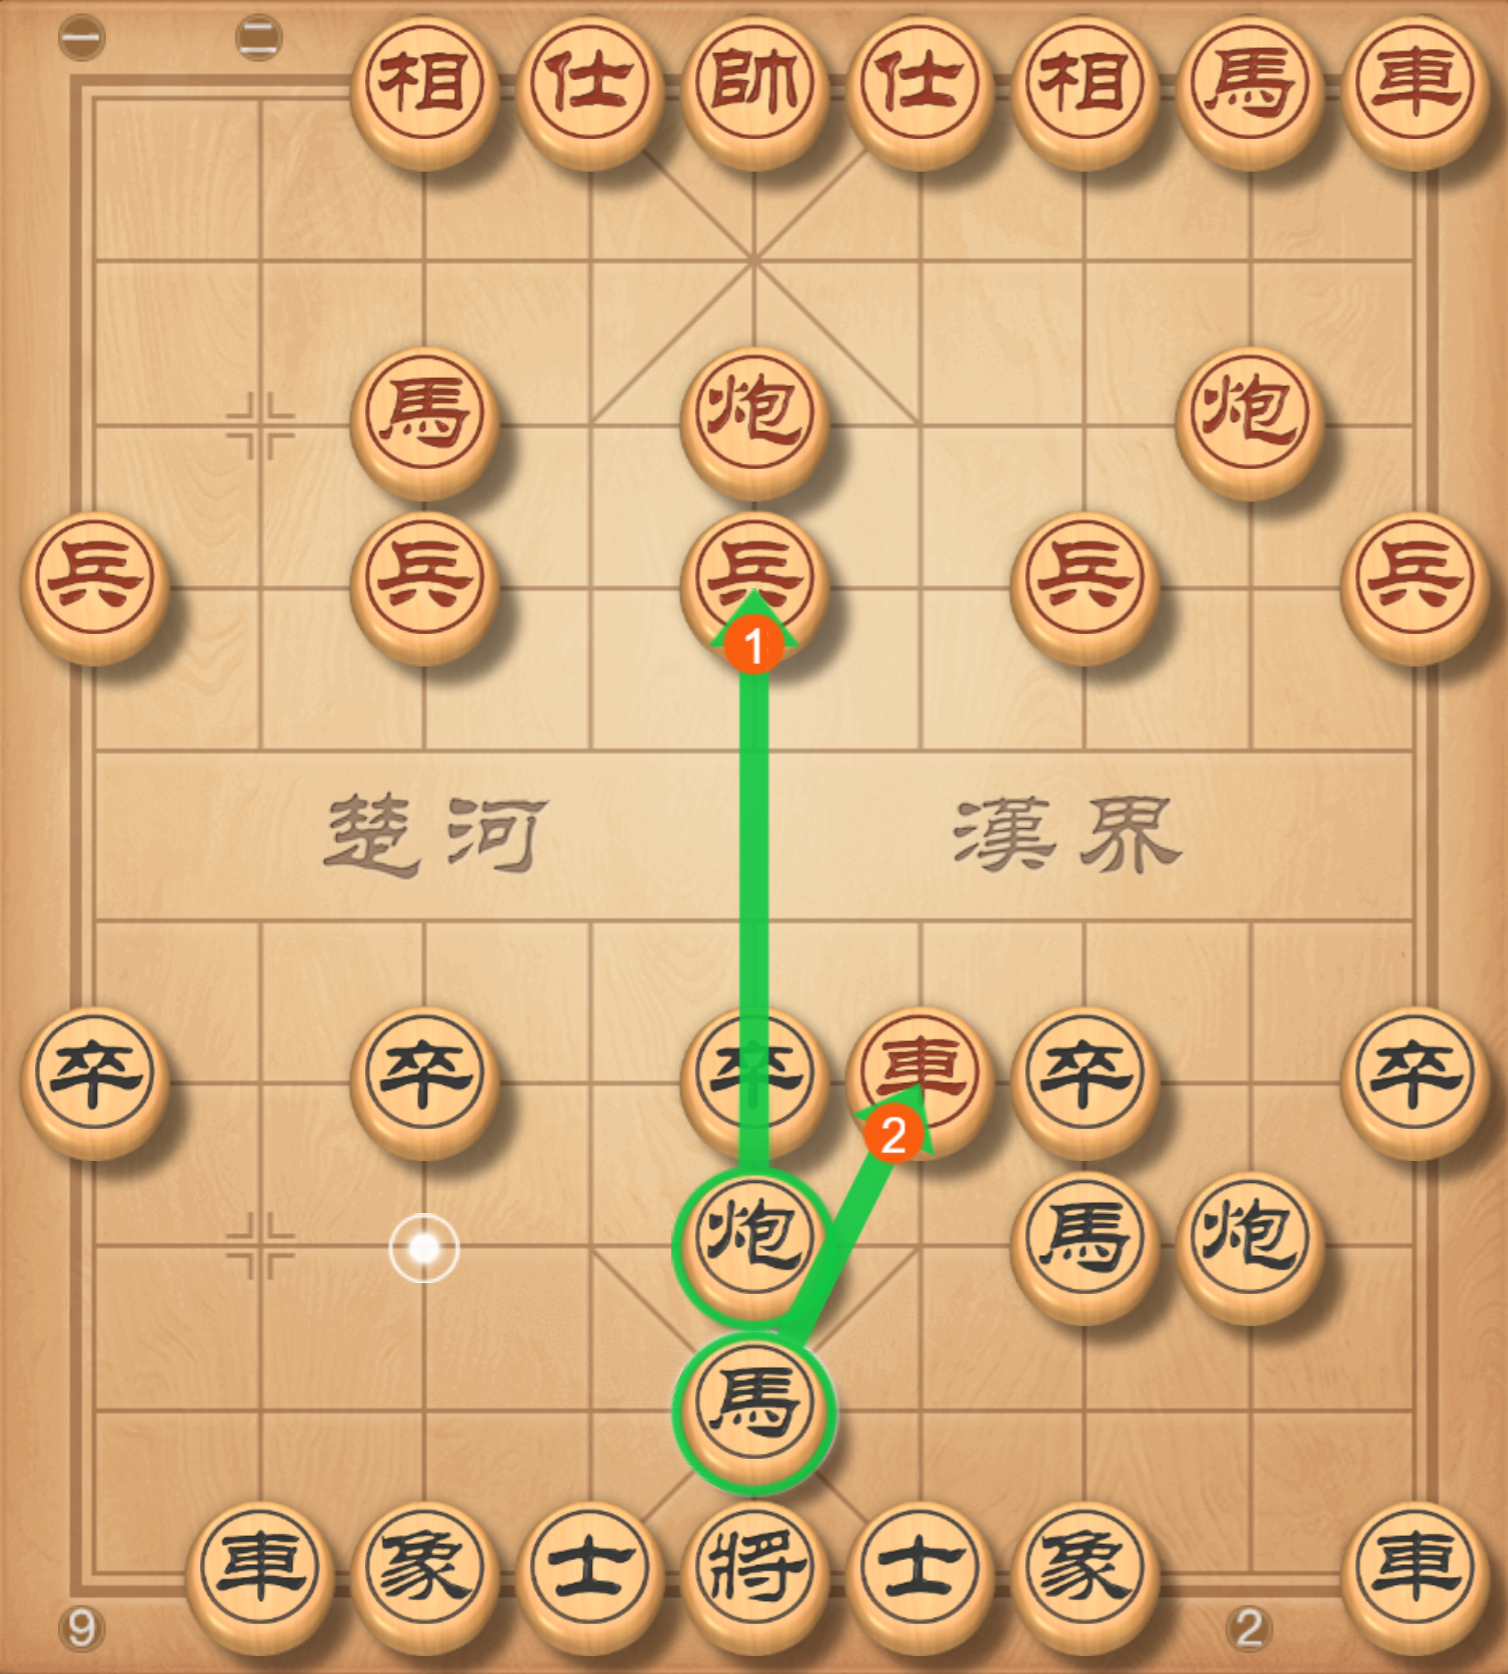 一 二
相 仕 帥 仕 相 馬 車
馬 炮 炮
兵 兵 兵 兵 兵
1
楚河 漢界
卒 卒 卒 車 卒 卒
2
炮 馬 炮
馬
車 象 士 將 士 象 車
9 2